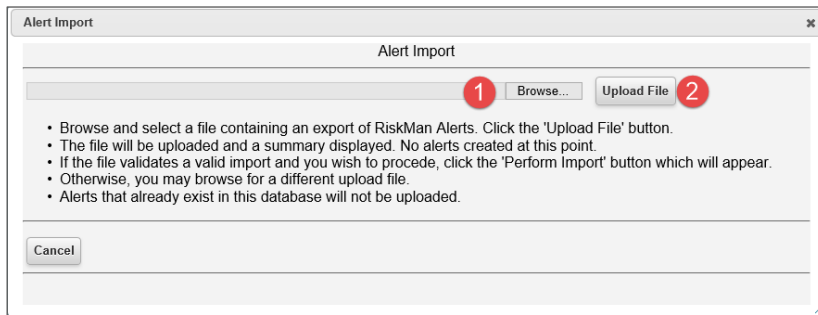 Alert Import
Alert Import
1 Browse... Upload File 2
• Browse and select a file containing an export of RiskMan Alerts. Click the 'Upload File' button.
• The file will be uploaded and a summary displayed. No alerts created at this point.
• If the file validates a valid import and you wish to procede, click the 'Perform Import' button which will appear.
• Otherwise, you may browse for a different upload file.
• Alerts that already exist in this database will not be uploaded.
Cancel